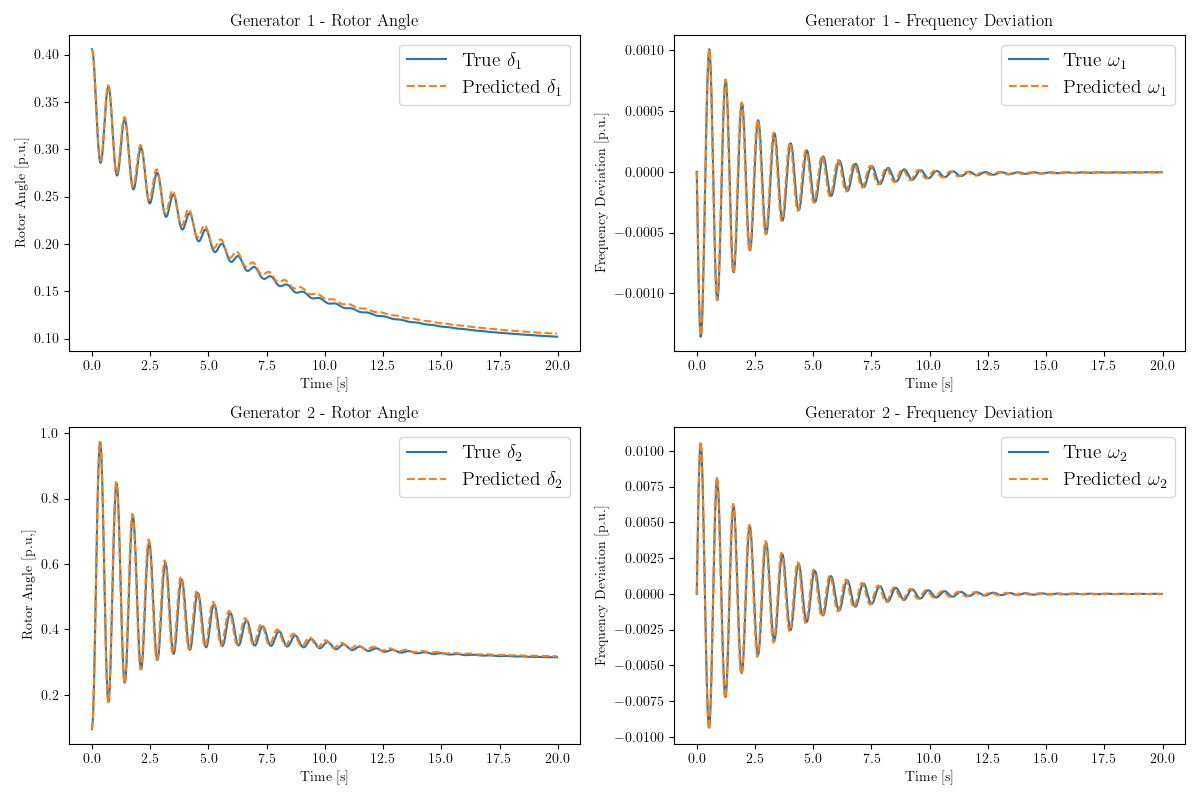 Generator 1 - Rotor Angle
True δ₁
Predicted δ₁
0.40
0.35
0.30
0.25
0.20
0.15
0.10
Rotor Angle [p.u.]
0.0 2.5 5.0 7.5 10.0 12.5 15.0 17.5 20.0
Time [s]
Generator 1 - Frequency Deviation
True ω₁
Predicted ω₁
0.0010
0.0005
0.0000
−0.0005
−0.0010
Frequency Deviation [p.u.]
0.0 2.5 5.0 7.5 10.0 12.5 15.0 17.5 20.0
Time [s]
Generator 2 - Rotor Angle
True δ₂
Predicted δ₂
1.0
0.8
0.6
0.4
0.2
Rotor Angle [p.u.]
0.0 2.5 5.0 7.5 10.0 12.5 15.0 17.5 20.0
Time [s]
Generator 2 - Frequency Deviation
True ω₂
Predicted ω₂
0.0100
0.0075
0.0050
0.0025
0.0000
−0.0025
−0.0050
−0.0075
−0.0100
Frequency Deviation [p.u.]
0.0 2.5 5.0 7.5 10.0 12.5 15.0 17.5 20.0
Time [s]